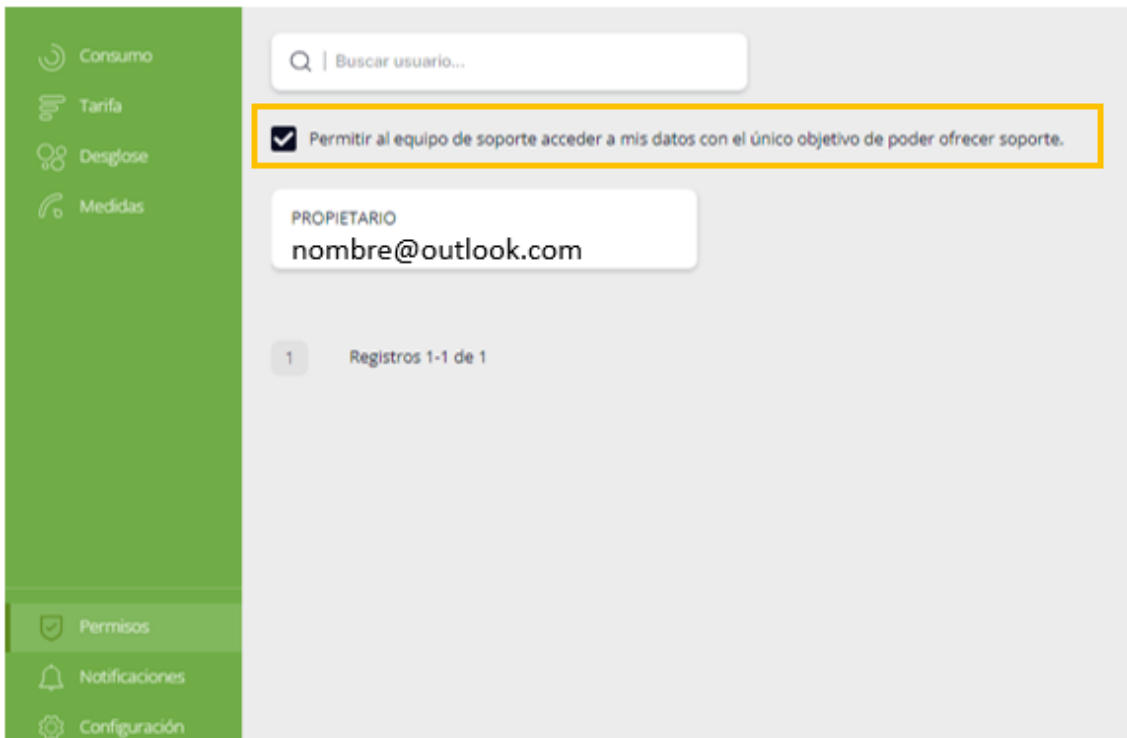 Consumo
Tarifa
Desglose
Medidas
Permisos
Notificaciones
Configuración
Buscar usuario...
Permitir al equipo de soporte acceder a mis datos con el único objetivo de poder ofrecer soporte.
PROPIETARIO
nombre@outlook.com
1 Registros 1-1 de 1